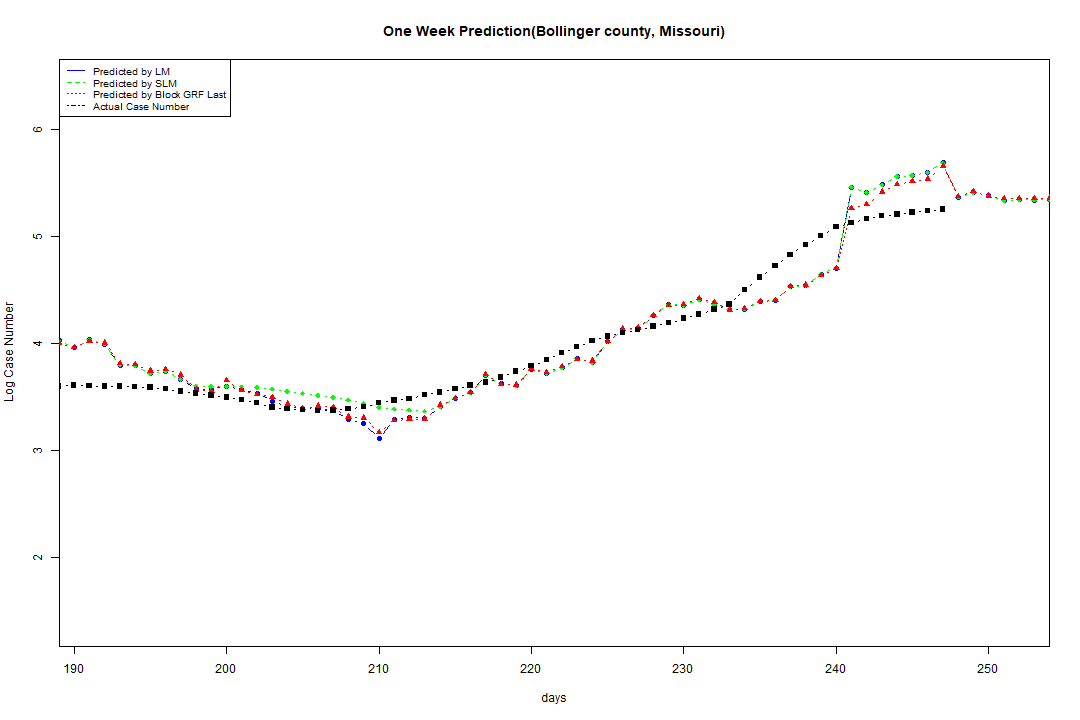 One Week Prediction(Bollinger county, Missouri)
Predicted by LM
Predicted by SLM
Predicted by Block GRF Last
Actual Case Number
6
5
4
3
2
Log Case Number
190 200 210 220 230 240 250
days